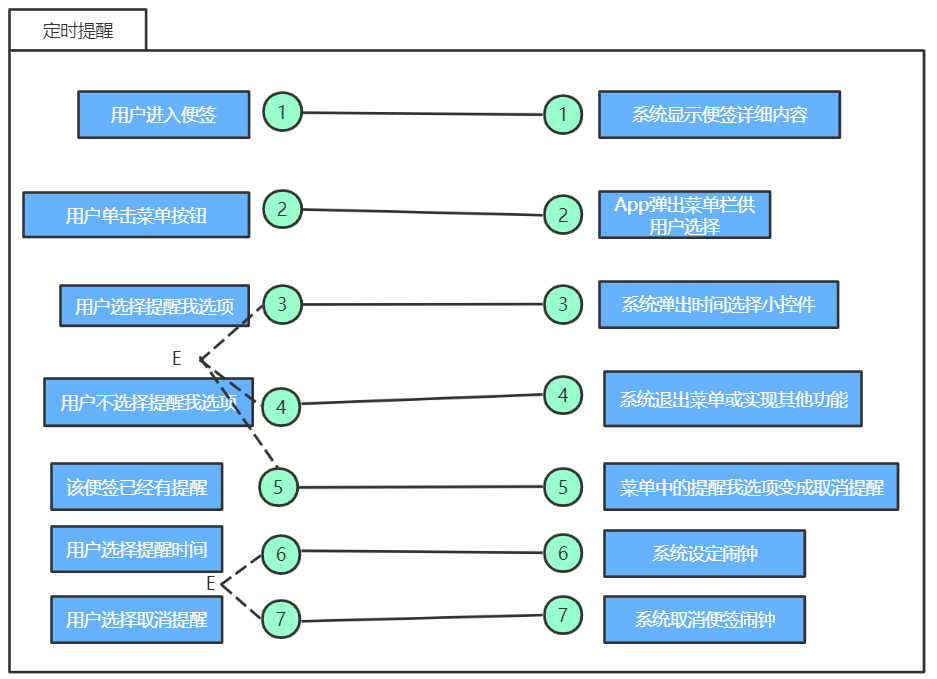 定时提醒
用户进入便签
1
1
系统显示便签详细内容
用户单击菜单按钮
2
2
App弹出菜单栏供
用户选择
用户选择提醒我选项
3
3
系统弹出时间选择小控件
E
用户不选择提醒我选项
4
4
系统退出菜单或实现其他功能
该便签已经有提醒
5
5
菜单中的提醒我选项变成取消提醒
用户选择提醒时间
6
6
系统设定闹钟
E
用户选择取消提醒
7
7
系统取消便签闹钟